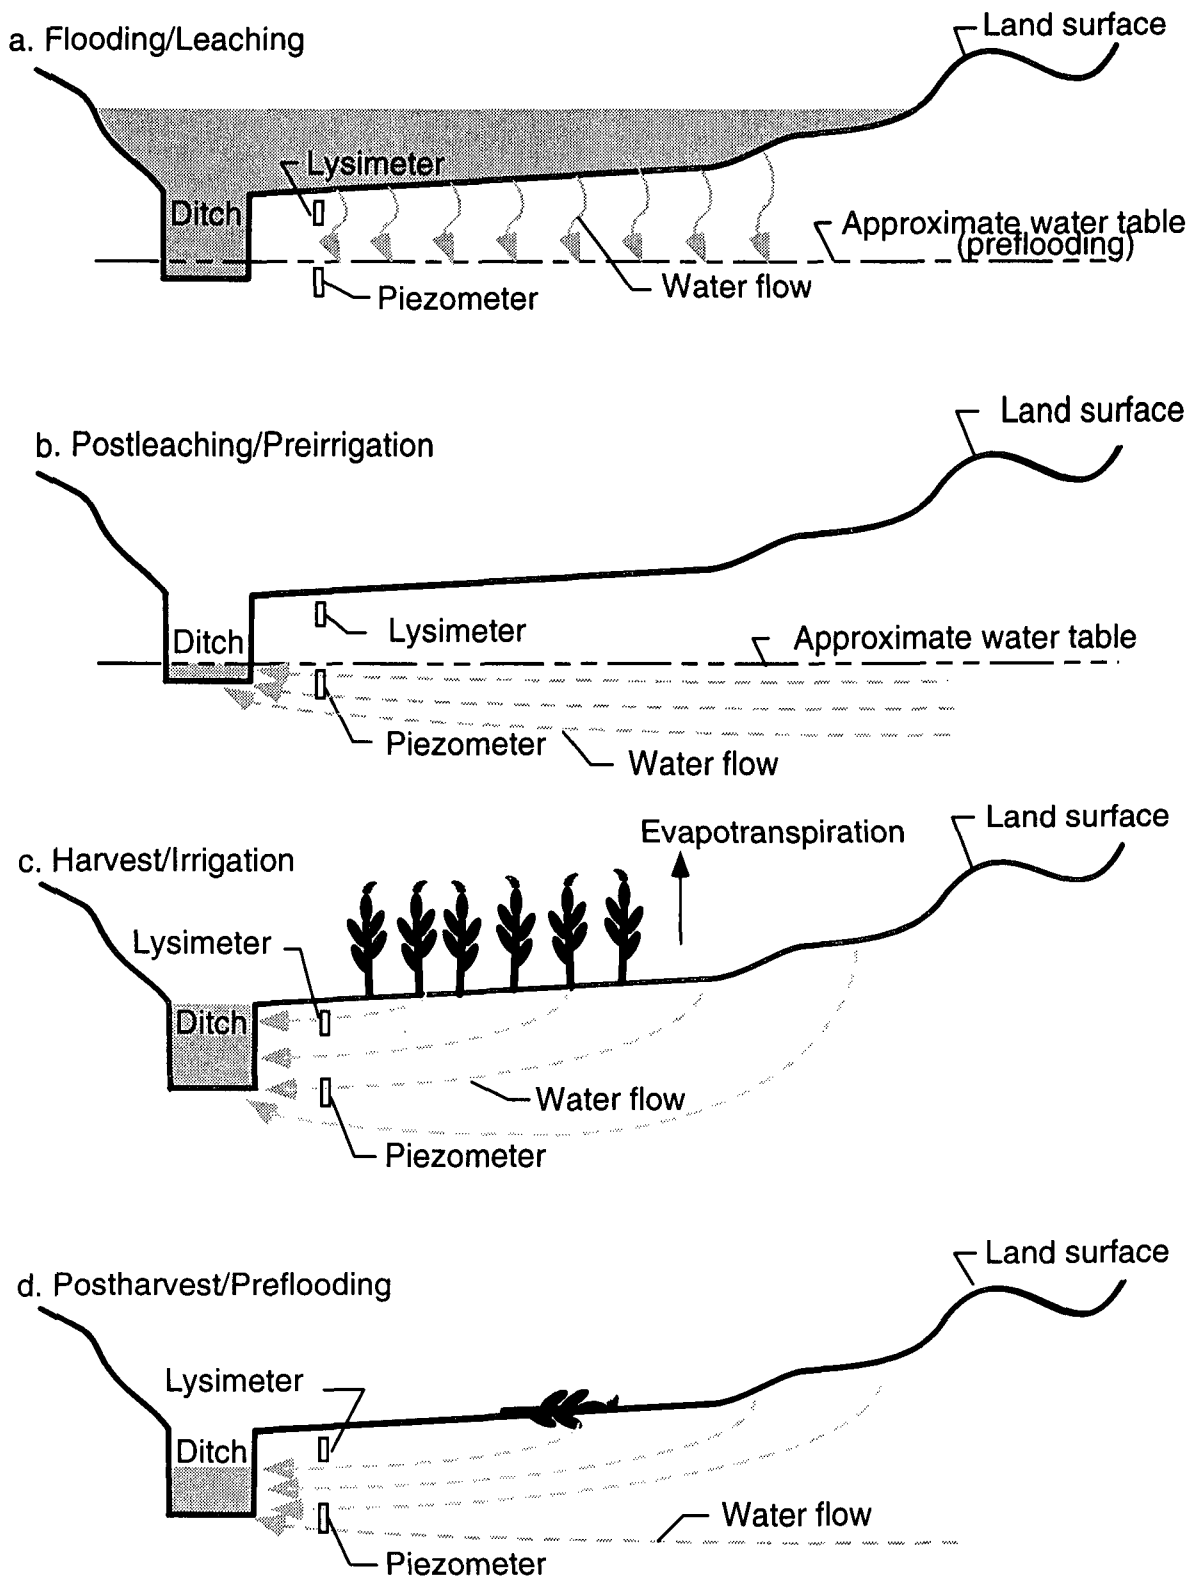 a. Flooding/Leaching
Land surface
Lysimeter
Ditch
Approximate water table
(preflooding)
Water flow
Piezometer
b. Postleaching/Preirrigation
Land surface
Lysimeter
Ditch
Approximate water table
Piezometer
Water flow
c. Harvest/Irrigation
Evapotranspiration
Land surface
Lysimeter
Ditch
Water flow
Piezometer
d. Postharvest/Preflooding
Land surface
Lysimeter
Ditch
Water flow
Piezometer